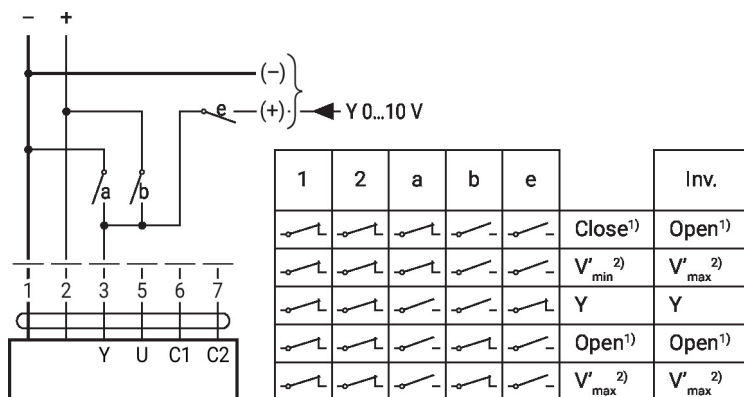 − +
(−)
e (+) Y 0...10 V
a b
1 2 3 5 6 7
Y U C1 C2
1 2 a b e Inv.
Close¹⁾ Open¹⁾
V'min²⁾ V'max²⁾
Y Y
Open¹⁾ Open¹⁾
V'max²⁾ V'max²⁾